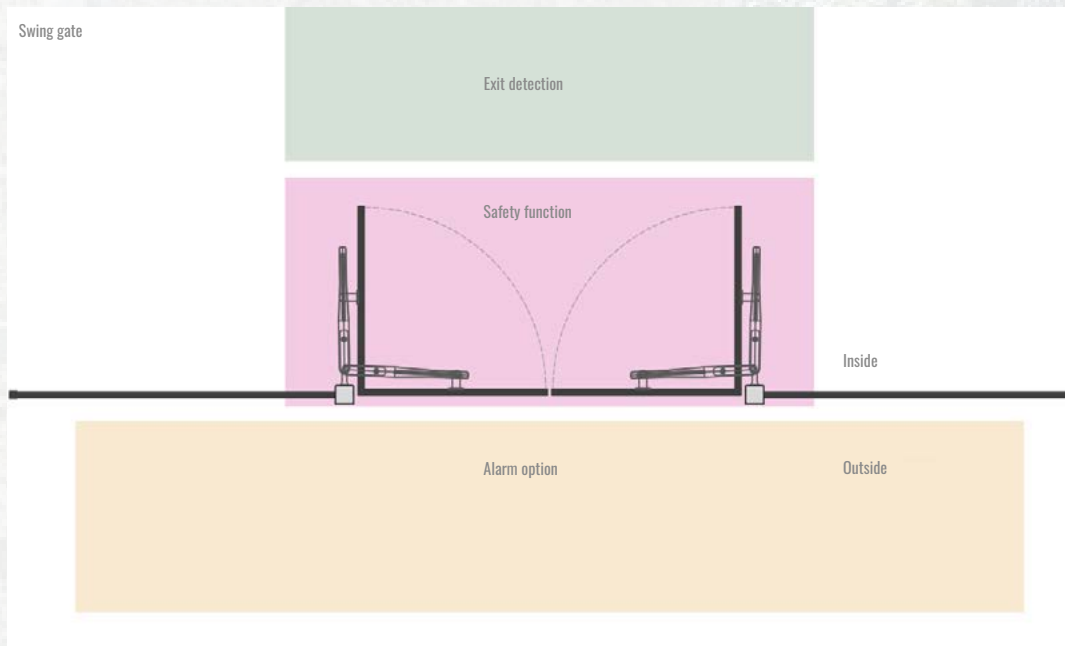 Swing gate
Exit detection
Safety function
Inside
Alarm option
Outside